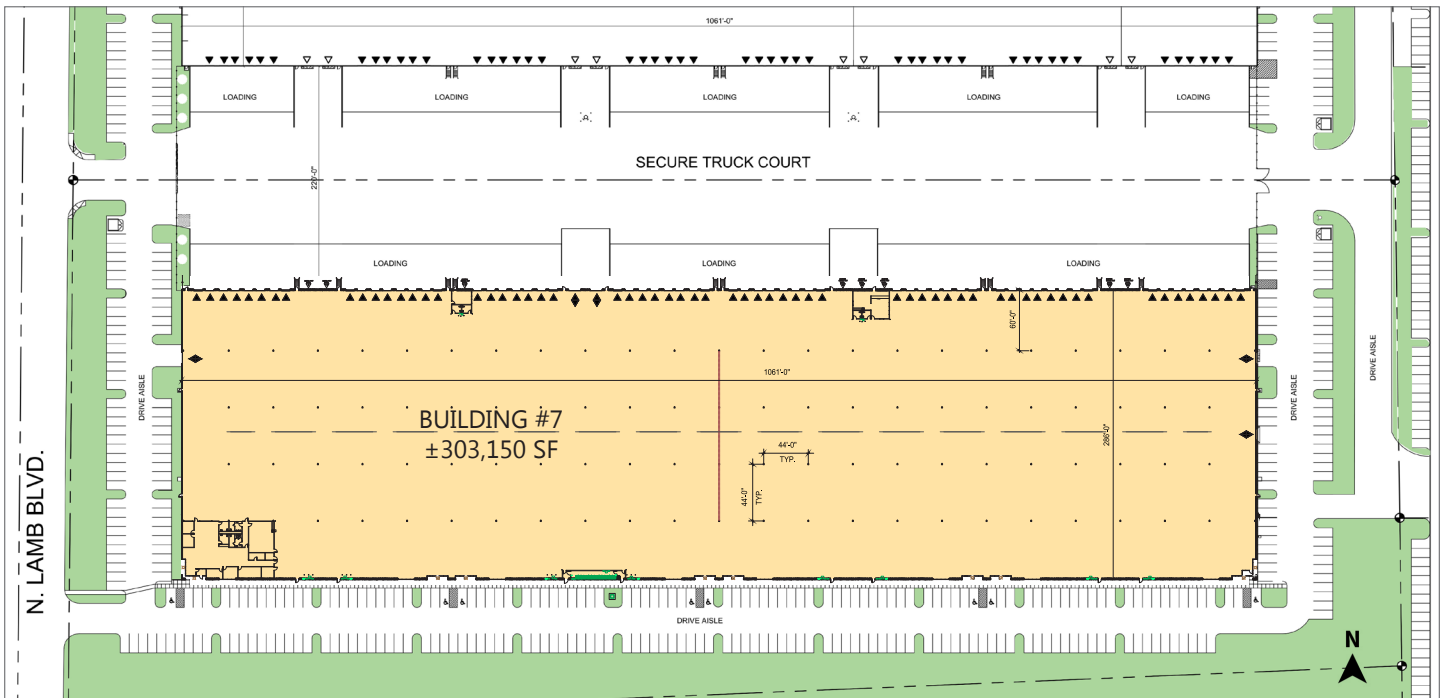 1061'-0"
LOADING
LOADING
LOADING
LOADING
LOADING
SECURE TRUCK COURT
220'-0"
LOADING
LOADING
LOADING
60'-0"
1061'-0"
286'-0"
BUILDING #7
±303,150 SF
44'-0"
TYP.
44'-0"
TYP.
DRIVE AISLE
DRIVE AISLE
DRIVE AISLE
N. LAMB BLVD.
DRIVE AISLE
N